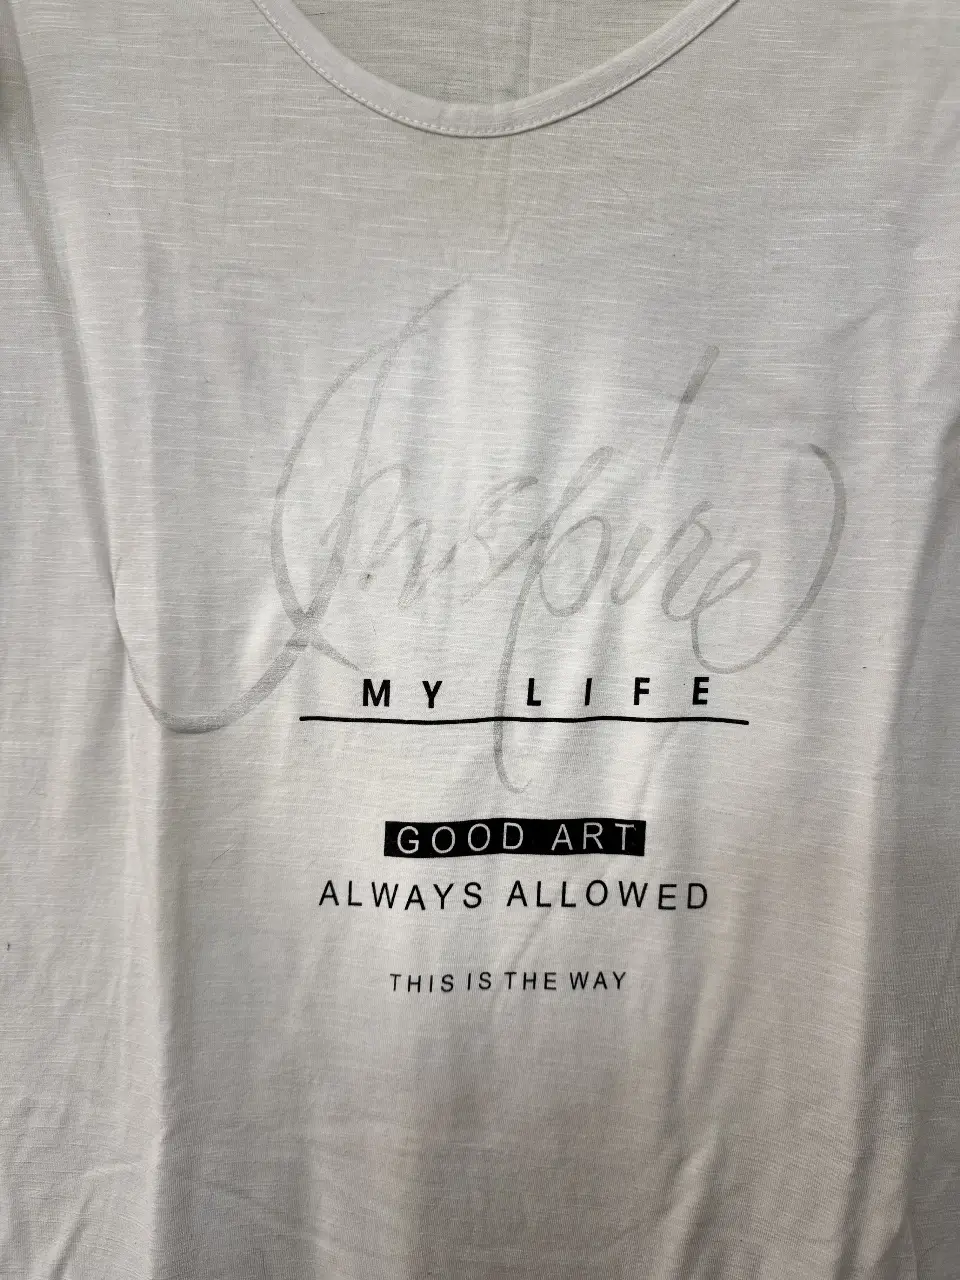 Inspire
MY LIFE
GOOD ART
ALWAYS ALLOWED
THIS IS THE WAY